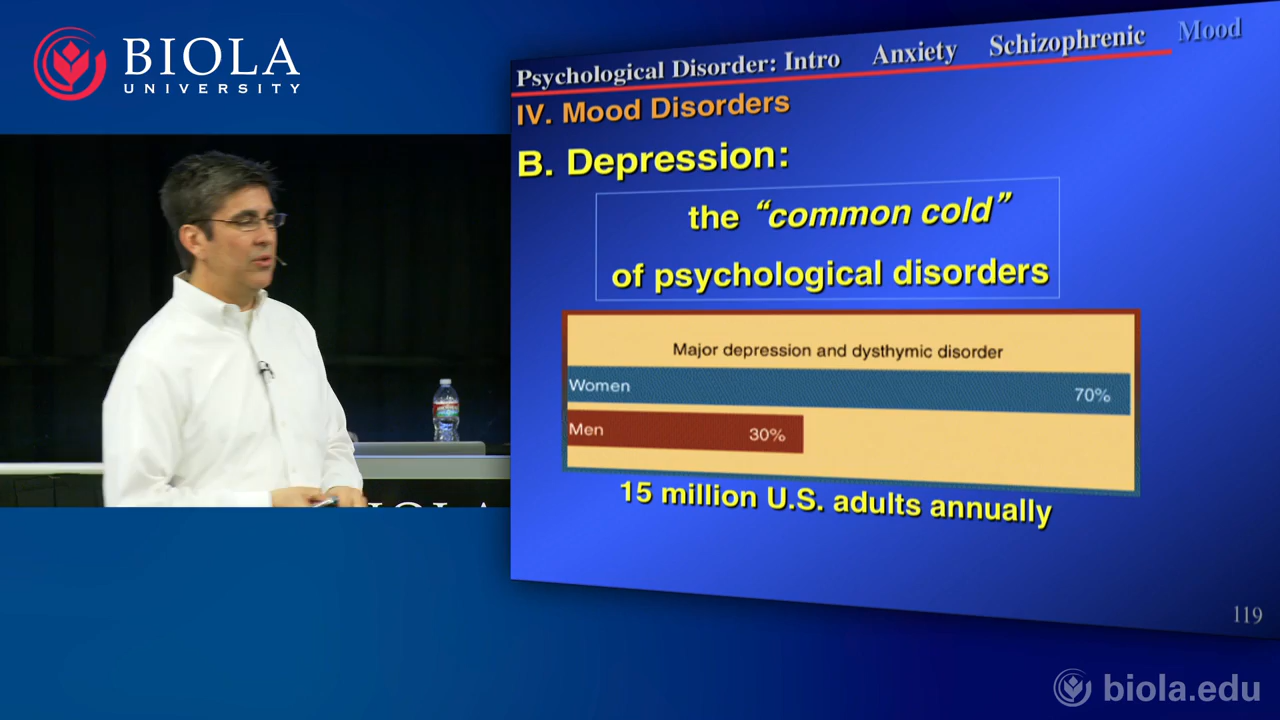 BIOLA
UNIVERSITY
Psychological Disorder: Intro Anxiety Schizophrenic Mood
IV. Mood Disorders
B. Depression:
the “common cold”
of psychological disorders
Major depression and dysthymic disorder
Women 70%
Men 30%
15 million U.S. adults annually
119
biola.edu